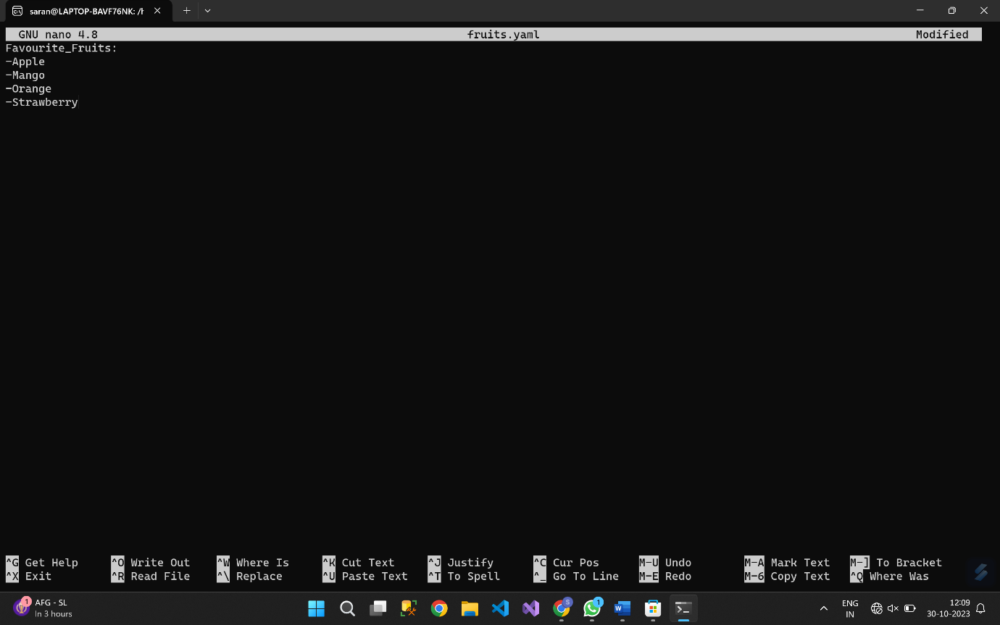 saran@LAPTOP-BAVF76NK: /h
GNU nano 4.8 fruits.yaml Modified
Favourite_Fruits:
-Apple
-Mango
-Orange
-Strawberry
^G Get Help ^O Write Out ^W Where Is ^K Cut Text ^J Justify ^C Cur Pos M-U Undo M-A Mark Text M-] To Bracket
^X Exit ^R Read File ^\ Replace ^U Paste Text ^T To Spell ^_ Go To Line M-E Redo M-6 Copy Text ^Q Where Was
1 AFG - SL
In 3 hours
S 1
ENG
IN
12:09
30-10-2023